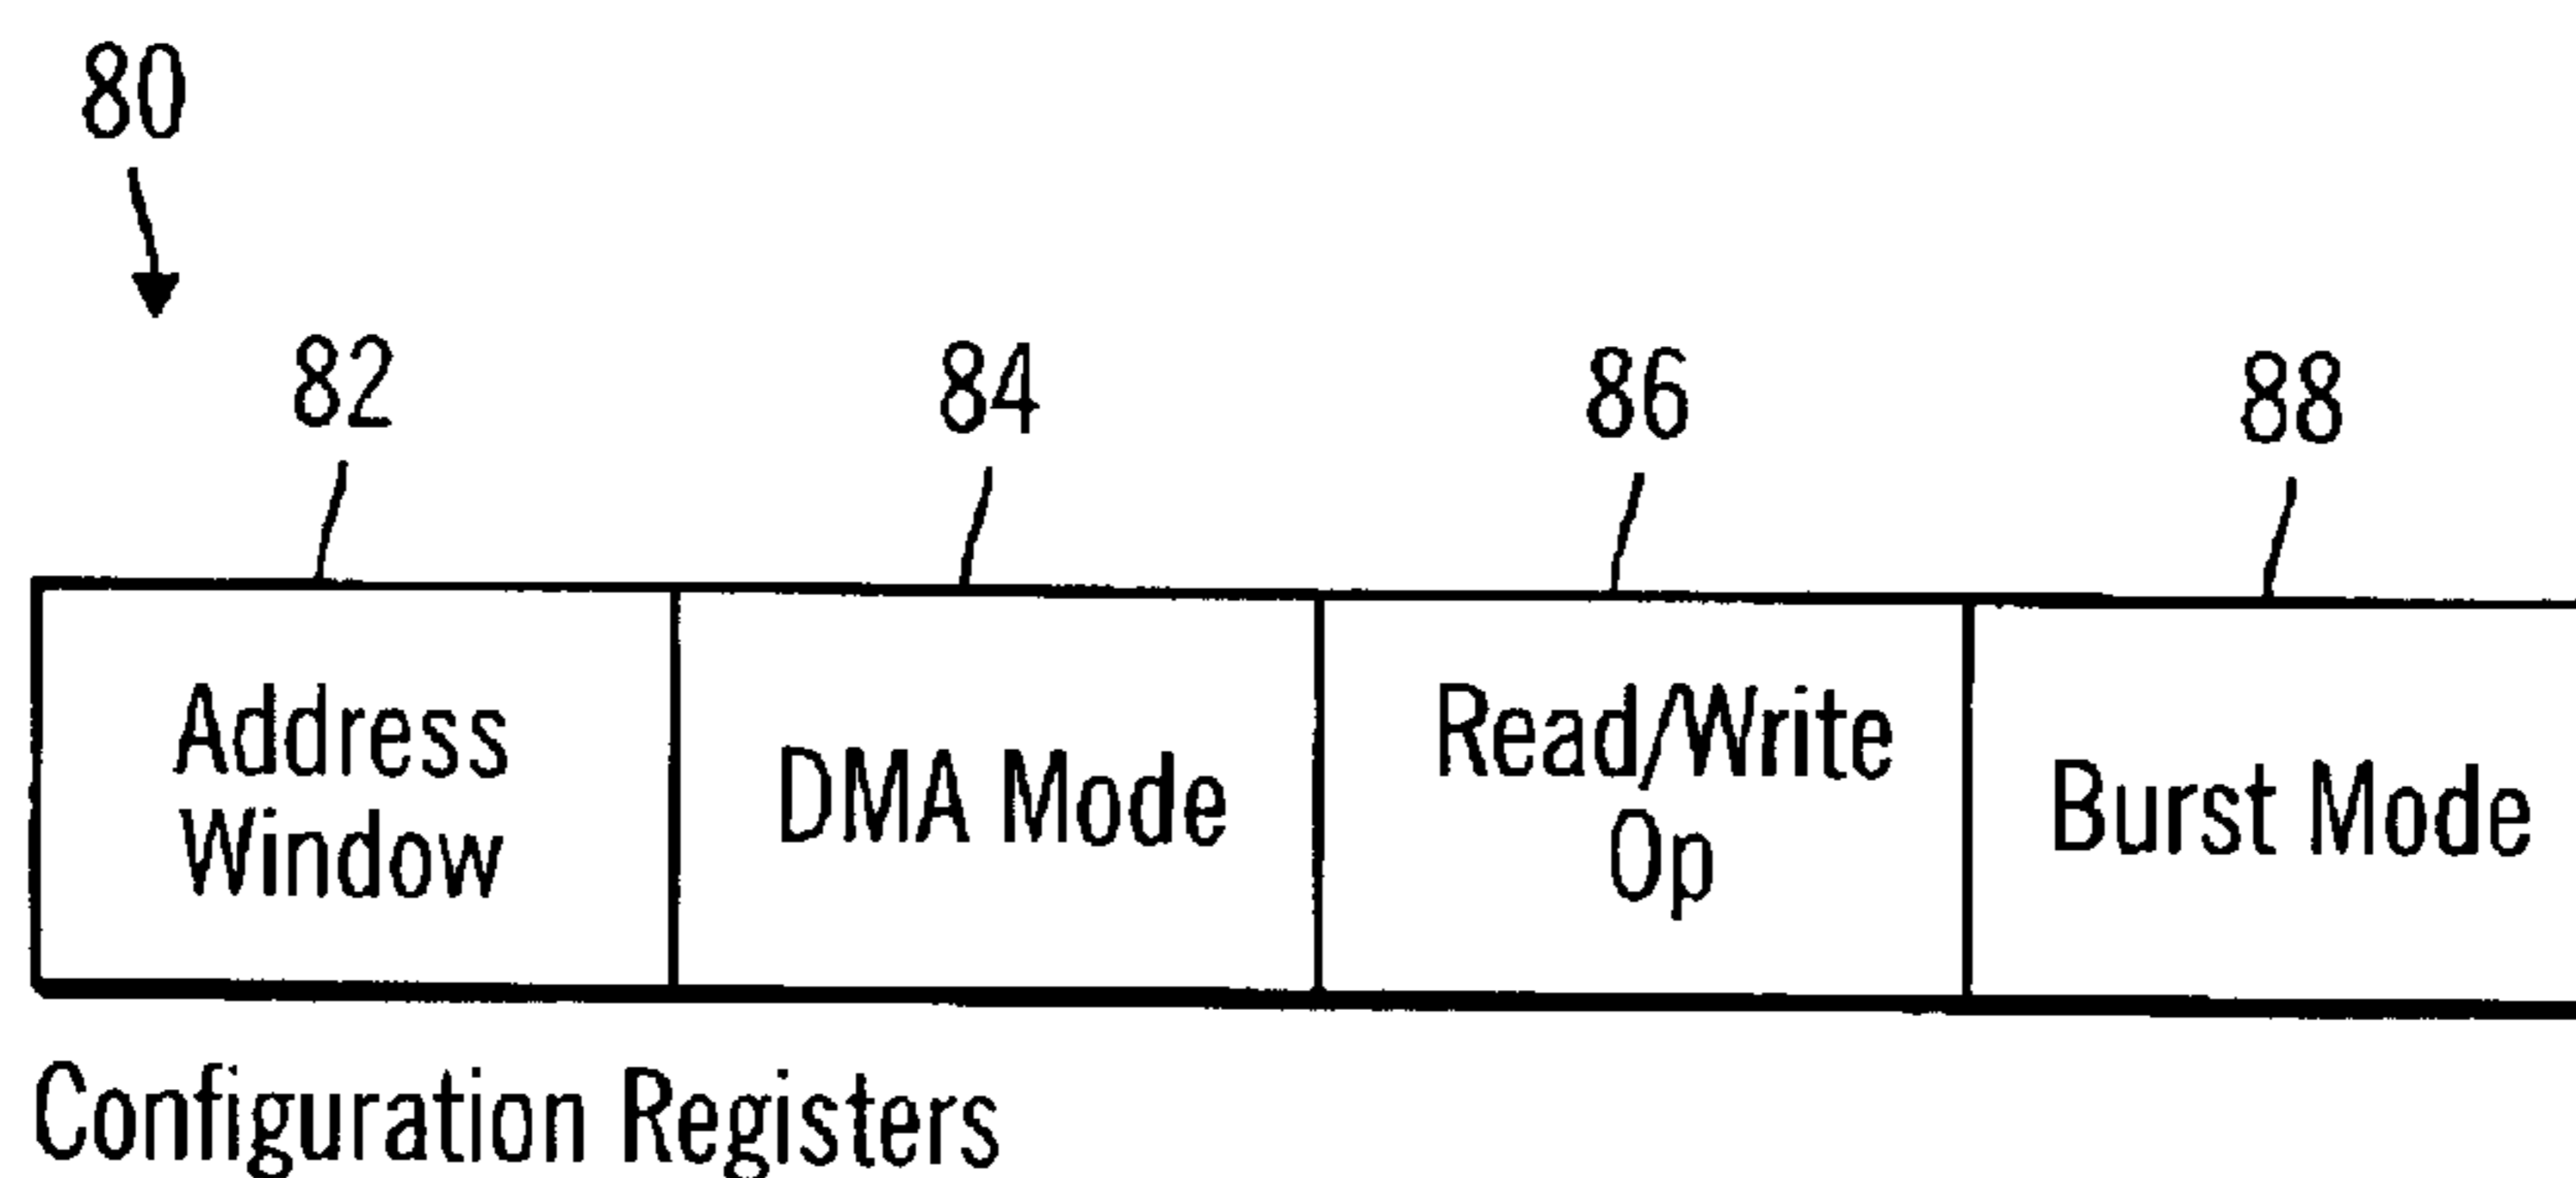 80
82
84
86
88
Address
Window
DMA Mode
Read/Write
Op
Burst Mode
Configuration Registers